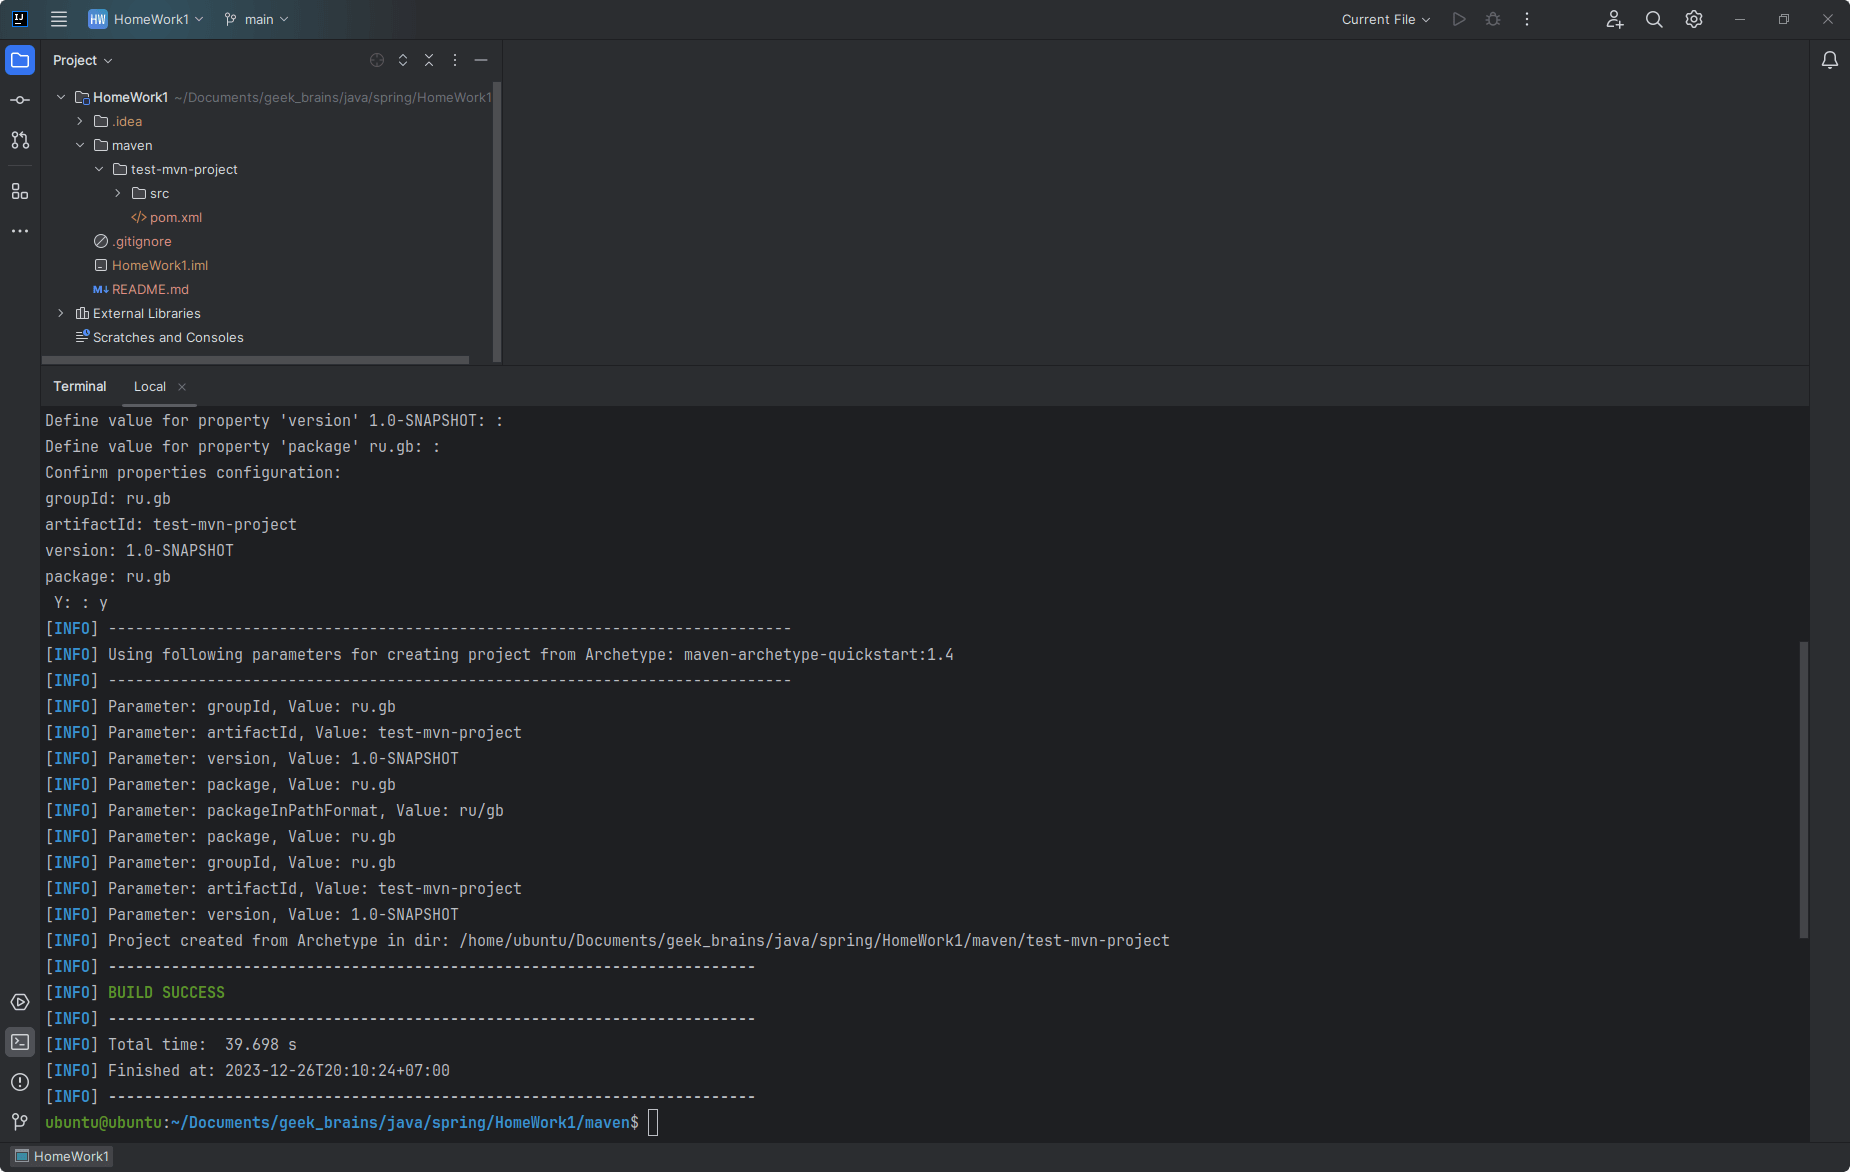 HW HomeWork1 main Current File
Project
HomeWork1 ~/Documents/geek_brains/java/spring/HomeWork1
.idea
maven
test-mvn-project
src
</> pom.xml
.gitignore
HomeWork1.iml
M↓ README.md
External Libraries
Scratches and Consoles
Terminal Local
Define value for property 'version' 1.0-SNAPSHOT: :
Define value for property 'package' ru.gb: :
Confirm properties configuration:
groupId: ru.gb
artifactId: test-mvn-project
version: 1.0-SNAPSHOT
package: ru.gb
Y: : y
[INFO] ----------------------------------------------------------------------------
[INFO] Using following parameters for creating project from Archetype: maven-archetype-quickstart:1.4
[INFO] ----------------------------------------------------------------------------
[INFO] Parameter: groupId, Value: ru.gb
[INFO] Parameter: artifactId, Value: test-mvn-project
[INFO] Parameter: version, Value: 1.0-SNAPSHOT
[INFO] Parameter: package, Value: ru.gb
[INFO] Parameter: packageInPathFormat, Value: ru/gb
[INFO] Parameter: package, Value: ru.gb
[INFO] Parameter: groupId, Value: ru.gb
[INFO] Parameter: artifactId, Value: test-mvn-project
[INFO] Parameter: version, Value: 1.0-SNAPSHOT
[INFO] Project created from Archetype in dir: /home/ubuntu/Documents/geek_brains/java/spring/HomeWork1/maven/test-mvn-project
[INFO] ------------------------------------------------------------------------
[INFO] BUILD SUCCESS
[INFO] ------------------------------------------------------------------------
[INFO] Total time:  39.698 s
[INFO] Finished at: 2023-12-26T20:10:24+07:00
[INFO] ------------------------------------------------------------------------
ubuntu@ubuntu:~/Documents/geek_brains/java/spring/HomeWork1/maven$
HomeWork1